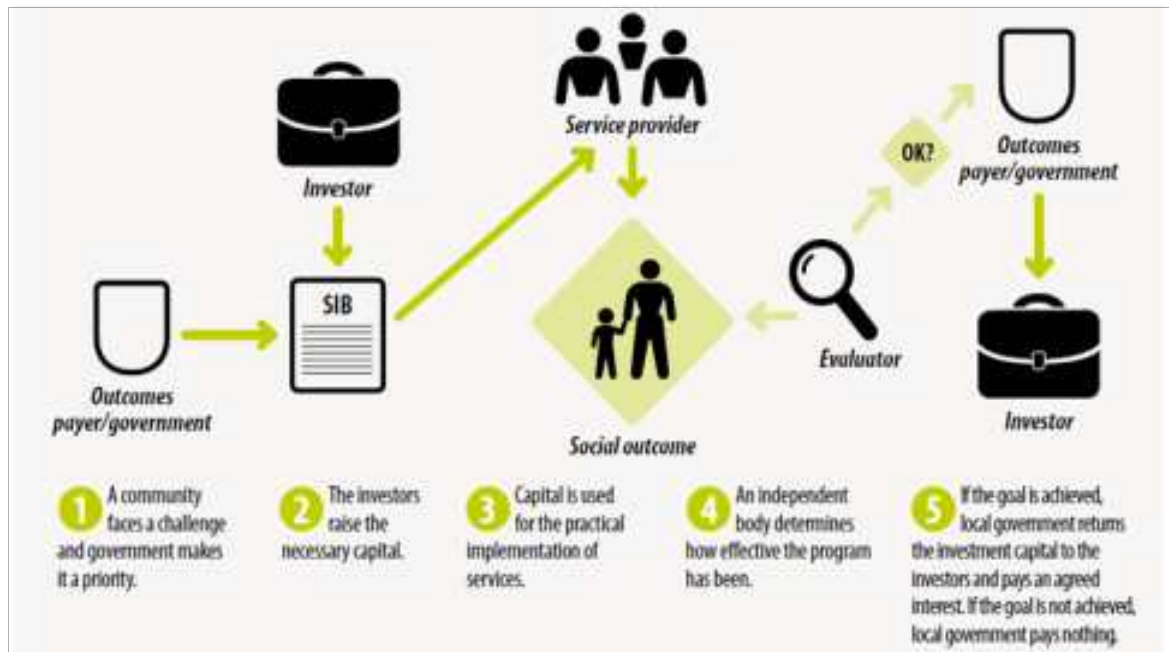 Investor
SIB
Outcomes
payer/government
Service provider
Social outcome
OK?
Evaluator
Outcomes
payer/government
Investor
1 A community
faces a challenge
and government makes
it a priority.
2 The investors
raise the
necessary capital.
3 Capital is used
for the practical
implementation of
services.
4 An independent
body determines
how effective the program
has been.
5 If the goal is achieved,
local government returns
the investment capital to the
investors and pays an agreed
interest. If the goal is not achieved,
local government pays nothing.